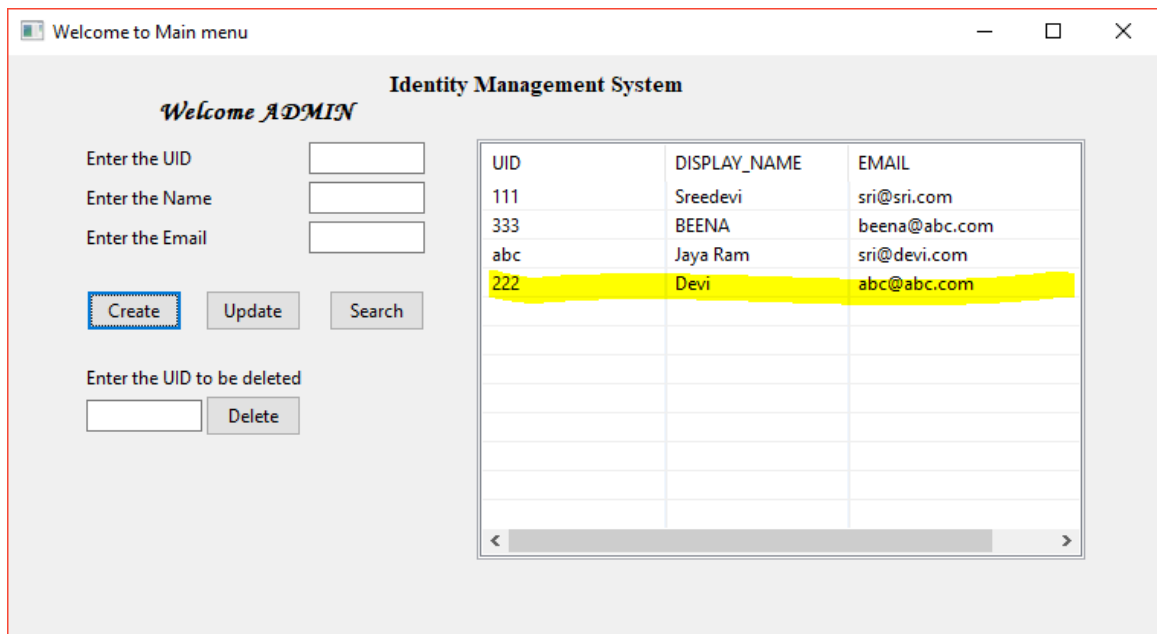 Welcome to Main menu
Identity Management System
Welcome ADMIN
Enter the UID
Enter the Name
Enter the Email
Create Update Search
Enter the UID to be deleted
Delete
UID DISPLAY_NAME EMAIL
111 Sreedevi sri@sri.com
333 BEENA beena@abc.com
abc Jaya Ram sri@devi.com
222 Devi abc@abc.com